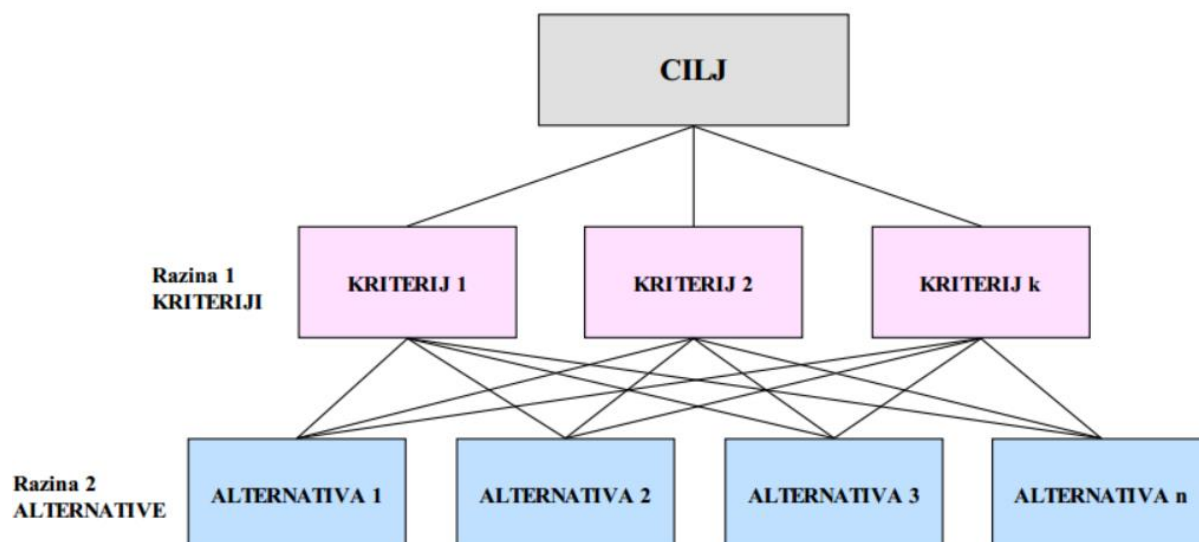 CILJ
Razina 1
KRITERIJI
KRITERIJ 1
KRITERIJ 2
KRITERIJ k
Razina 2
ALTERNATIVE
ALTERNATIVA 1
ALTERNATIVA 2
ALTERNATIVA 3
ALTERNATIVA n